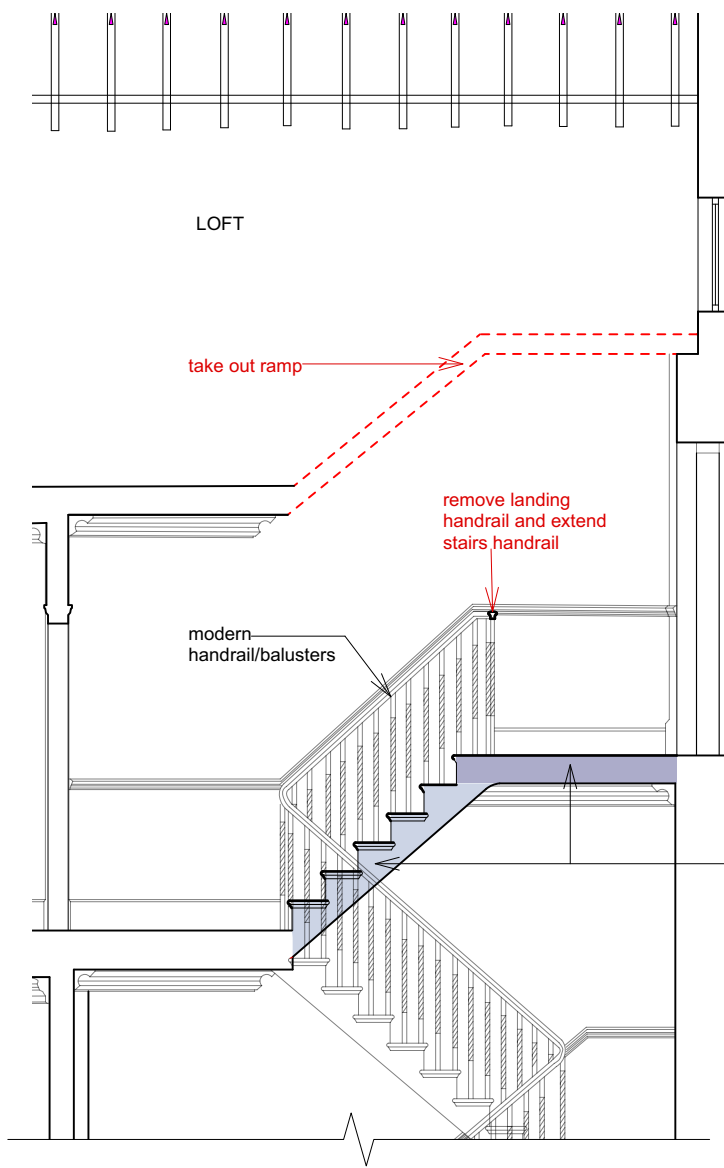 LOFT
take out ramp
remove landing
handrail and extend
stairs handrail
modern
handrail/balusters